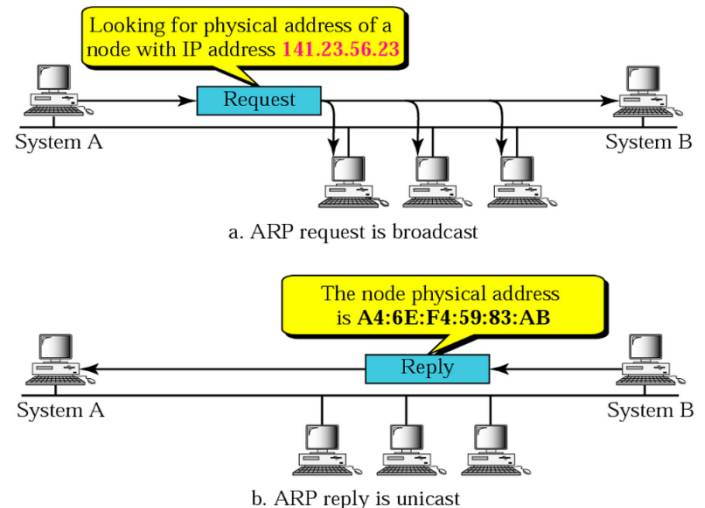 Looking for physical address of a
node with IP address 141.23.56.23
Request
System A
System B
a. ARP request is broadcast
The node physical address
is A4:6E:F4:59:83:AB
Reply
System A
System B
b. ARP reply is unicast